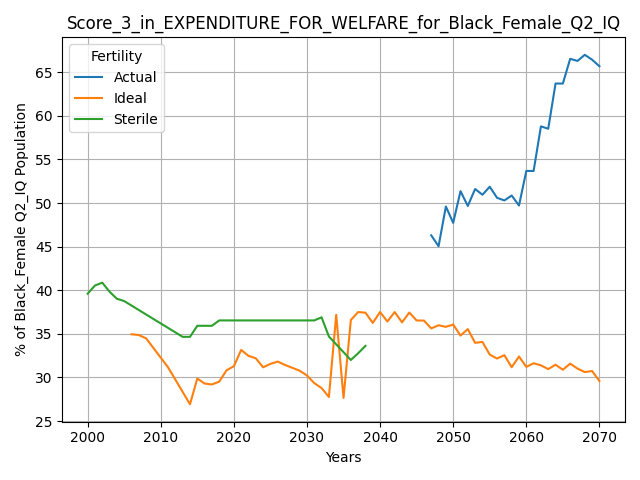 Score_3_in_EXPENDITURE_FOR_WELFARE_for_Black_Female_Q2_IQ
Fertility
Actual
Ideal
Sterile
% of Black_Female Q2_IQ Population
65
60
55
50
45
40
35
30
25
2000 2010 2020 2030 2040 2050 2060 2070
Years